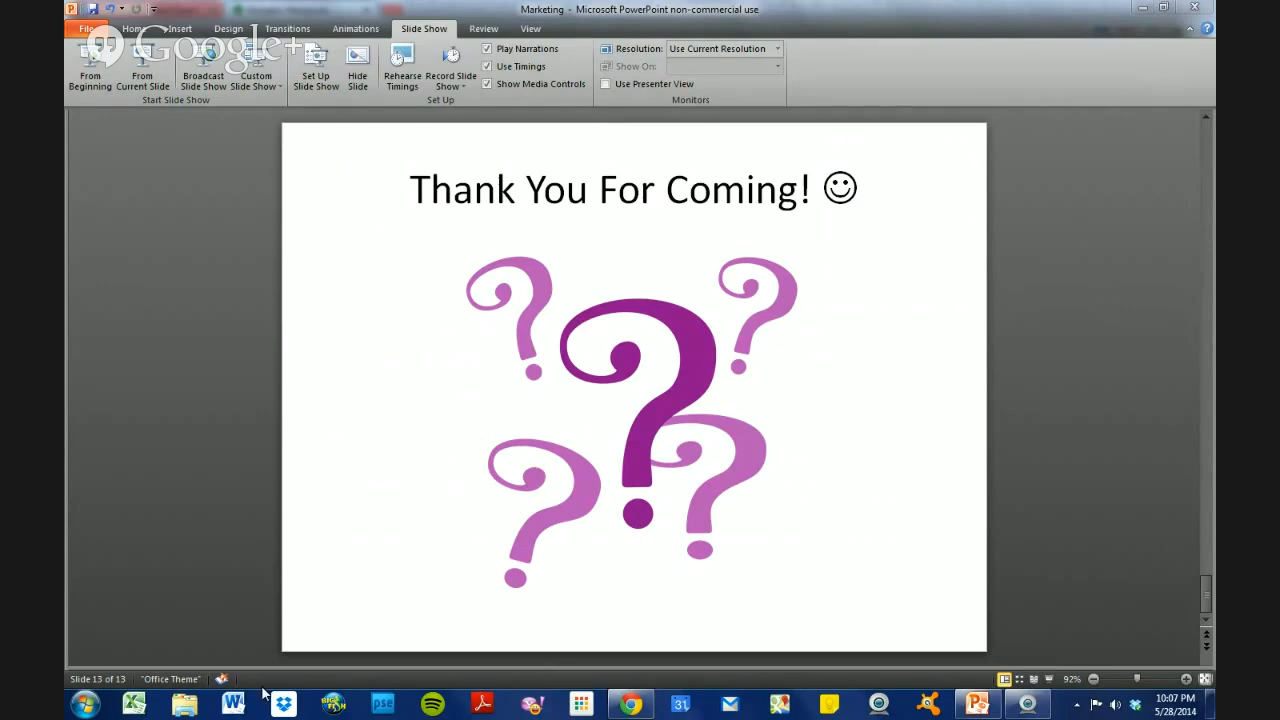 Marketing - Microsoft PowerPoint non-commercial use
File Home Insert Design Transitions Animations Slide Show Review View
Google+
Play Narrations
Use Timings
Show Media Controls
Resolution: Use Current Resolution
Show On:
Use Presenter View
From Beginning
From Current Slide
Broadcast Slide Show
Custom Slide Show
Set Up Slide Show
Hide Slide
Rehearse Timings
Record Slide Show
Start Slide Show
Set Up
Monitors
Thank You For Coming! ☺
? ? ? ? ?
Slide 13 of 13 "Office Theme" 92%
BIG FISH
pse
31
10:07 PM
5/28/2014